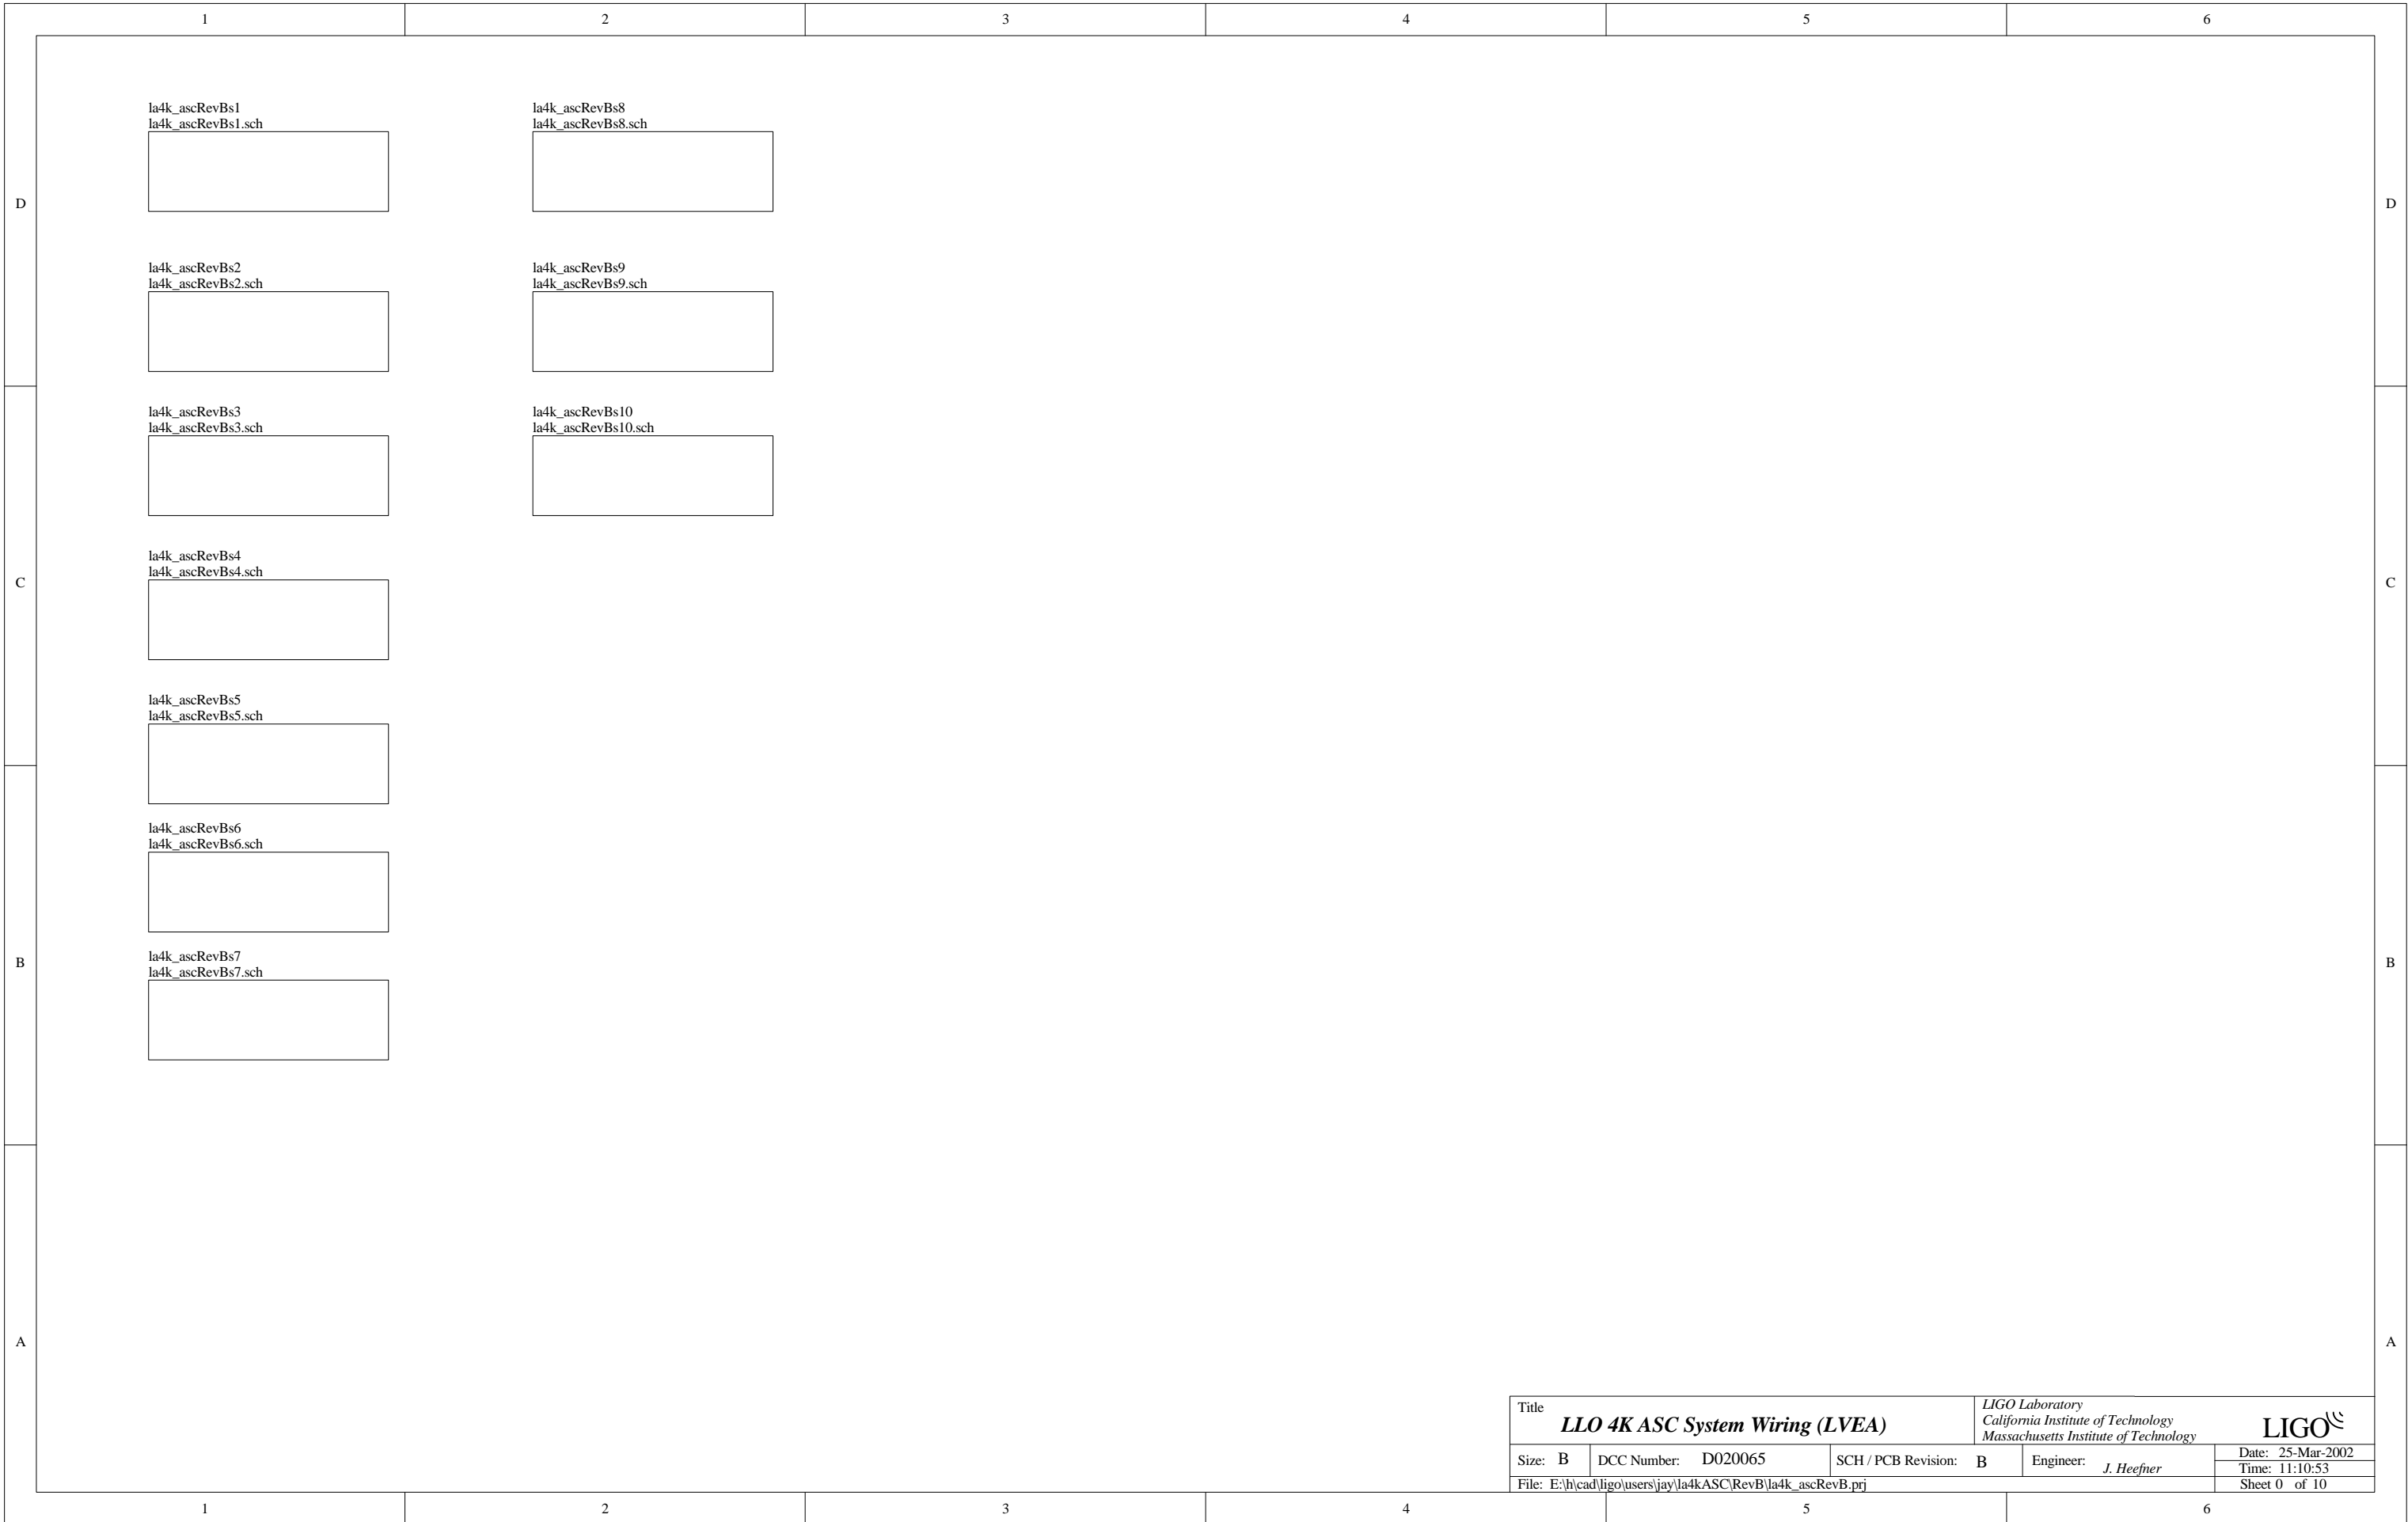 1 2 3 4 5 6
la4k_ascRevBs1
la4k_ascRevBs1.sch
la4k_ascRevBs8
la4k_ascRevBs8.sch
D D
la4k_ascRevBs2
la4k_ascRevBs2.sch
la4k_ascRevBs9
la4k_ascRevBs9.sch
la4k_ascRevBs3
la4k_ascRevBs3.sch
la4k_ascRevBs10
la4k_ascRevBs10.sch
la4k_ascRevBs4
la4k_ascRevBs4.sch
C C
la4k_ascRevBs5
la4k_ascRevBs5.sch
la4k_ascRevBs6
la4k_ascRevBs6.sch
la4k_ascRevBs7
la4k_ascRevBs7.sch
B B
A A
Title
LLO 4K ASC System Wiring (LVEA)
LIGO Laboratory
California Institute of Technology
Massachusetts Institute of Technology
LIGO
Size: B DCC Number: D020065 SCH / PCB Revision: B Engineer: J. Heefner
Date: 25-Mar-2002
Time: 11:10:53
File: E:\h\cad\ligo\users\jay\la4kASC\RevB\la4k_ascRevB.prj
Sheet 0 of 10
1 2 3 4 5 6